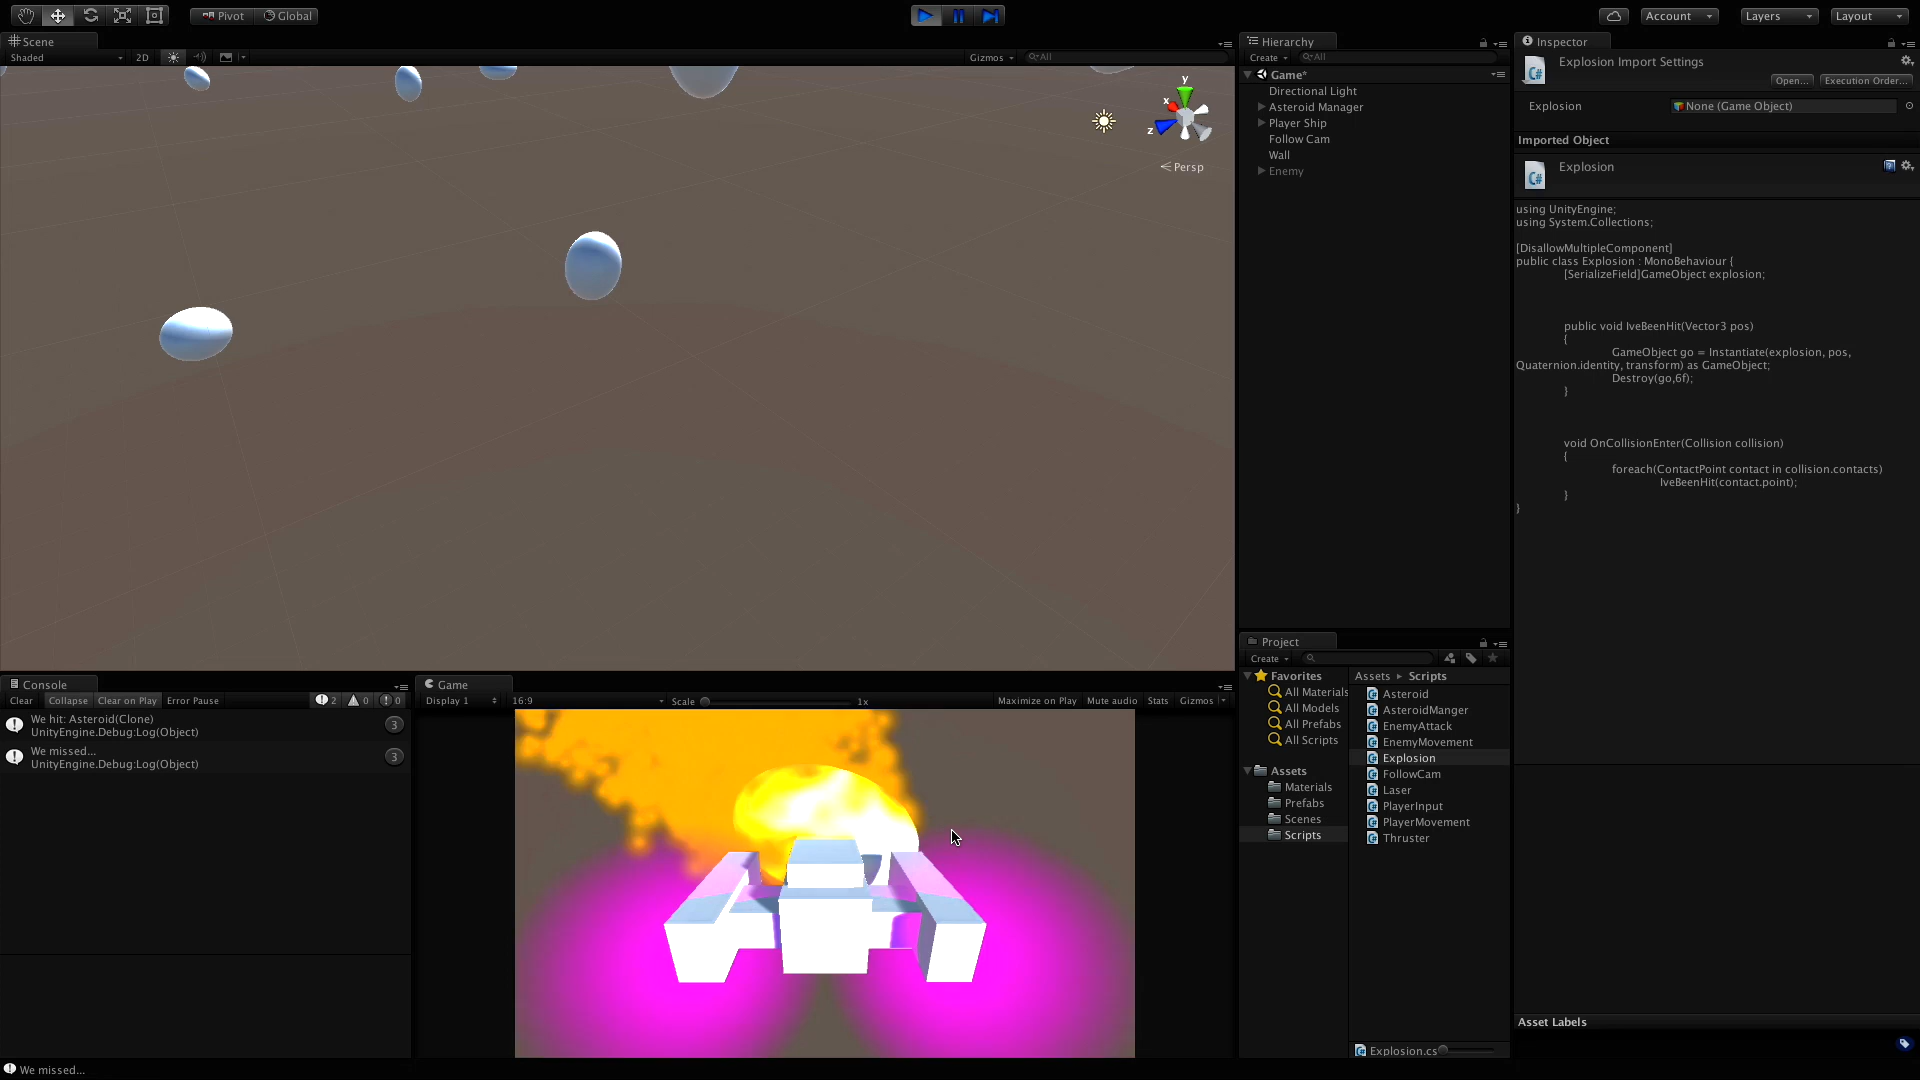 Pivot
Global
Account
Layers
Layout
Scene
Shaded
2D
Gizmos
All
y
x
z
Persp
Hierarchy
Create
All
Game*
Directional Light
Asteroid Manager
Player Ship
Follow Cam
Wall
Enemy
Inspector
Explosion Import Settings
Open...
Execution Order...
Explosion
None (Game Object)
Imported Object
Explosion
using UnityEngine;
using System.Collections;
[DisallowMultipleComponent]
public class Explosion : MonoBehaviour {
[SerializeField]GameObject explosion;
public void IveBeenHit(Vector3 pos)
{
GameObject go = Instantiate(explosion, pos,
Quaternion.identity, transform) as GameObject;
Destroy(go,6f);
}
void OnCollisionEnter(Collision collision)
{
foreach(ContactPoint contact in collision.contacts)
IveBeenHit(contact.point);
}
}
Asset Labels
Console
Clear
Collapse
Clear on Play
Error Pause
2
0
0
We hit: Asteroid(Clone)
UnityEngine.Debug:Log(Object)
3
We missed...
UnityEngine.Debug:Log(Object)
3
We missed...
Game
Display 1
16:9
Scale
1x
Maximize on Play
Mute audio
Stats
Gizmos
Project
Create
Favorites
All Materials
All Models
All Prefabs
All Scripts
Assets
Materials
Prefabs
Scenes
Scripts
Assets
Scripts
Asteroid
AsteroidManger
EnemyAttack
EnemyMovement
Explosion
FollowCam
Laser
PlayerInput
PlayerMovement
Thruster
Explosion.cs